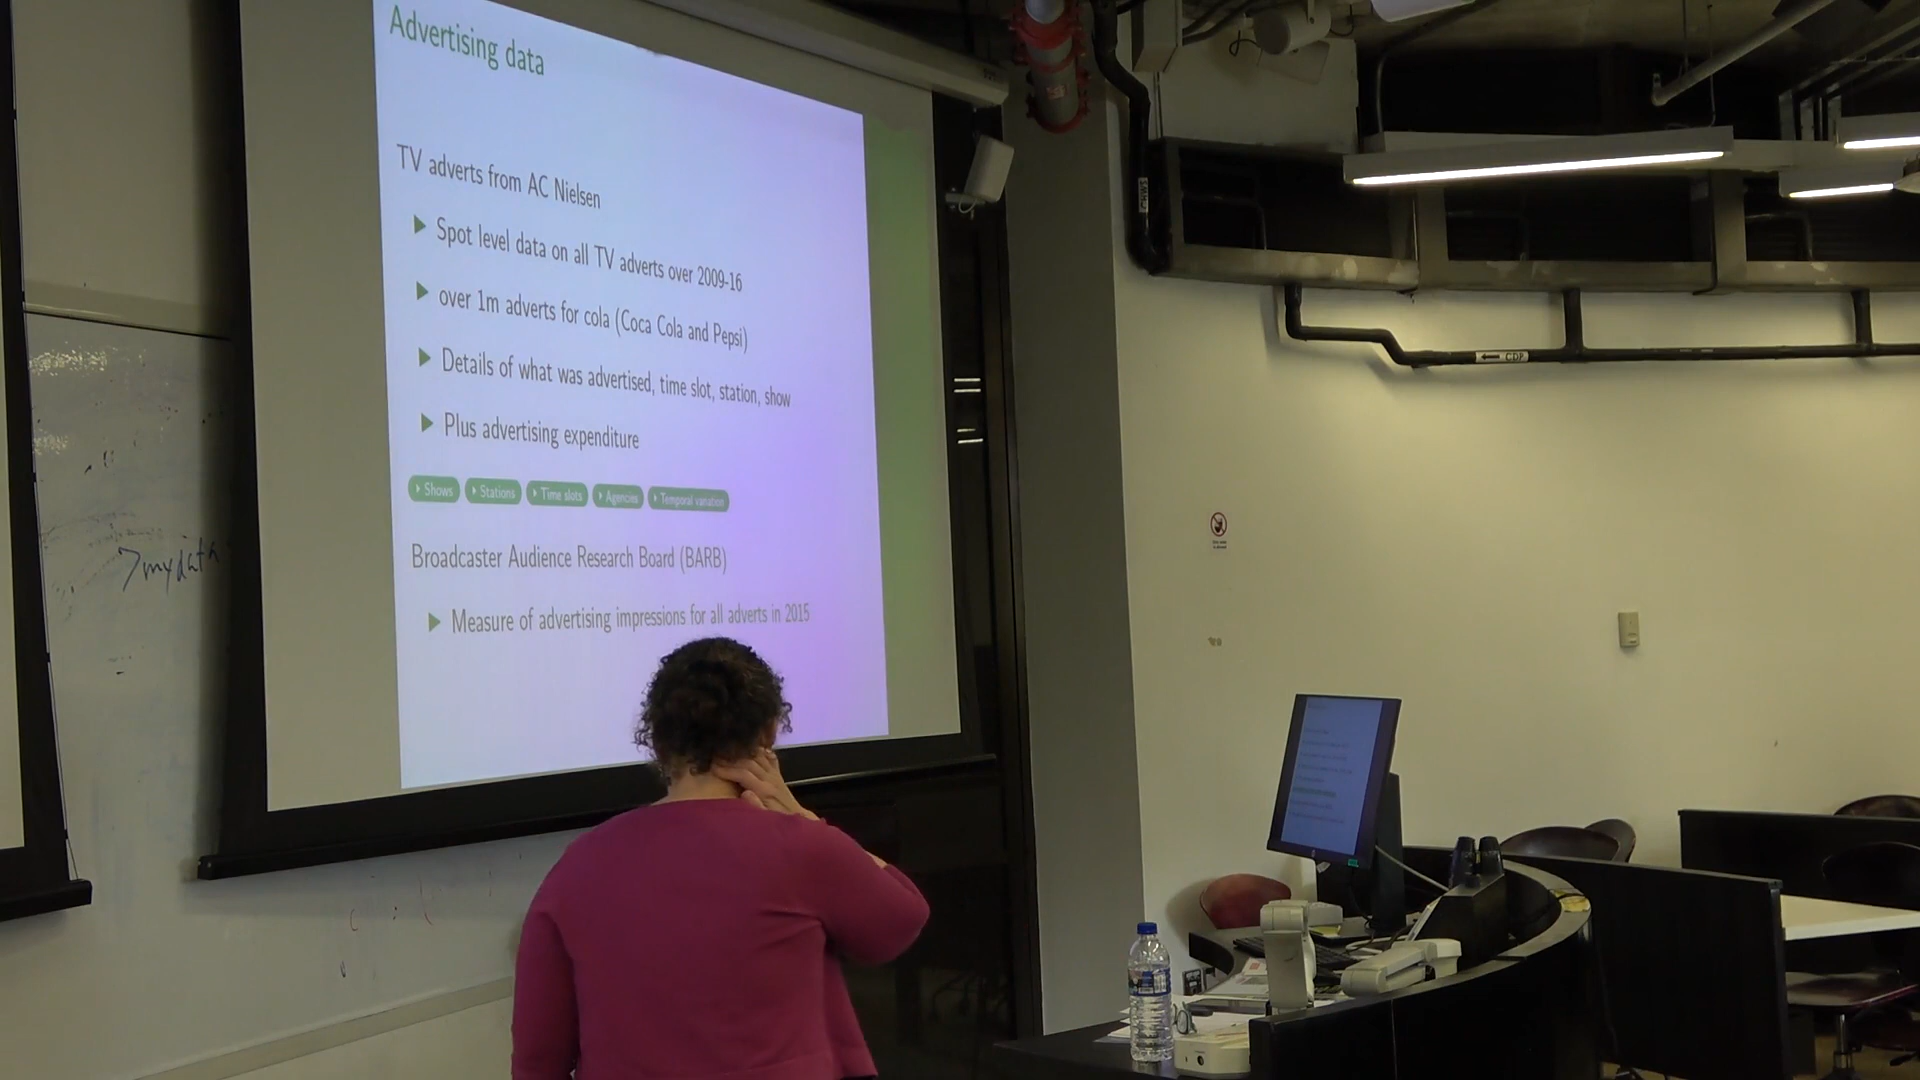 Advertising data
TV adverts from AC Nielsen
Spot level data on all TV adverts over 2009-16
over 1m adverts for cola (Coca Cola and Pepsi)
Details of what was advertised, time slot, station, show
Plus advertising expenditure
Shows Stations Time slots Agencies Temporal variation
Broadcaster Audience Research Board (BARB)
Measure of advertising impressions for all adverts in 2015
>mydata
CHWS
CDP